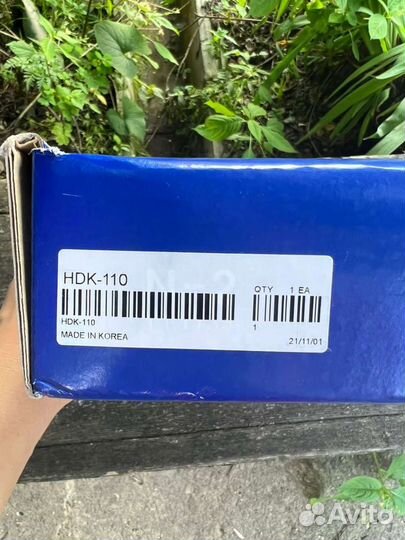 HDK-110
QTY 1 EA
HDK-110
1
MADE IN KOREA
21/11/01
Avito